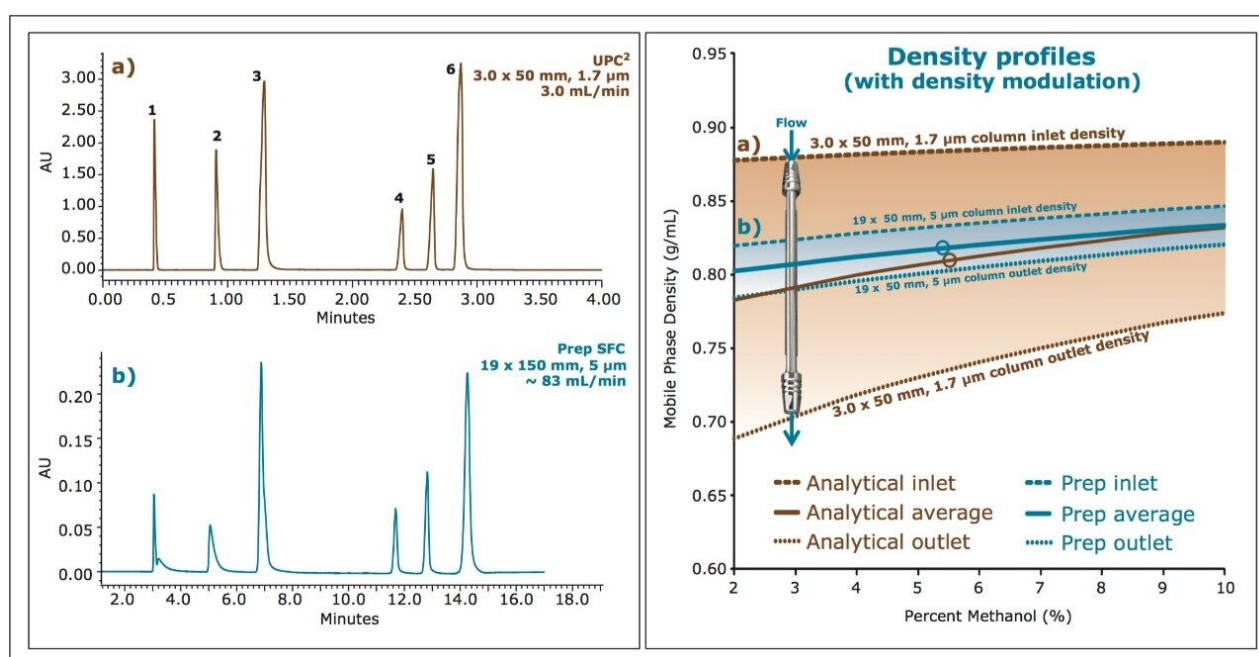 a)
UPC²
3.0 x 50 mm, 1.7 µm
3.0 mL/min
1
2
3
4
5
6
AU
3.00
2.50
2.00
1.50
1.00
0.50
0.00
0.00 1.00 2.00 3.00 4.00
Minutes
b)
Prep SFC
19 x 150 mm, 5 µm
~ 83 mL/min
AU
0.20
0.15
0.10
0.05
0.00
2.0 4.0 6.0 8.0 10.0 12.0 14.0 16.0 18.0
Minutes
Density profiles
(with density modulation)
Flow
a)
3.0 x 50 mm, 1.7 µm column inlet density
b)
19 x 50 mm, 5 µm column inlet density
19 x 50 mm, 5 µm column outlet density
3.0 x 50 mm, 1.7 µm column outlet density
Analytical inlet
Analytical average
Analytical outlet
Prep inlet
Prep average
Prep outlet
Mobile Phase Density (g/mL)
0.95
0.90
0.85
0.80
0.75
0.70
0.65
0.60
2 3 4 5 6 7 8 9 10
Percent Methanol (%)